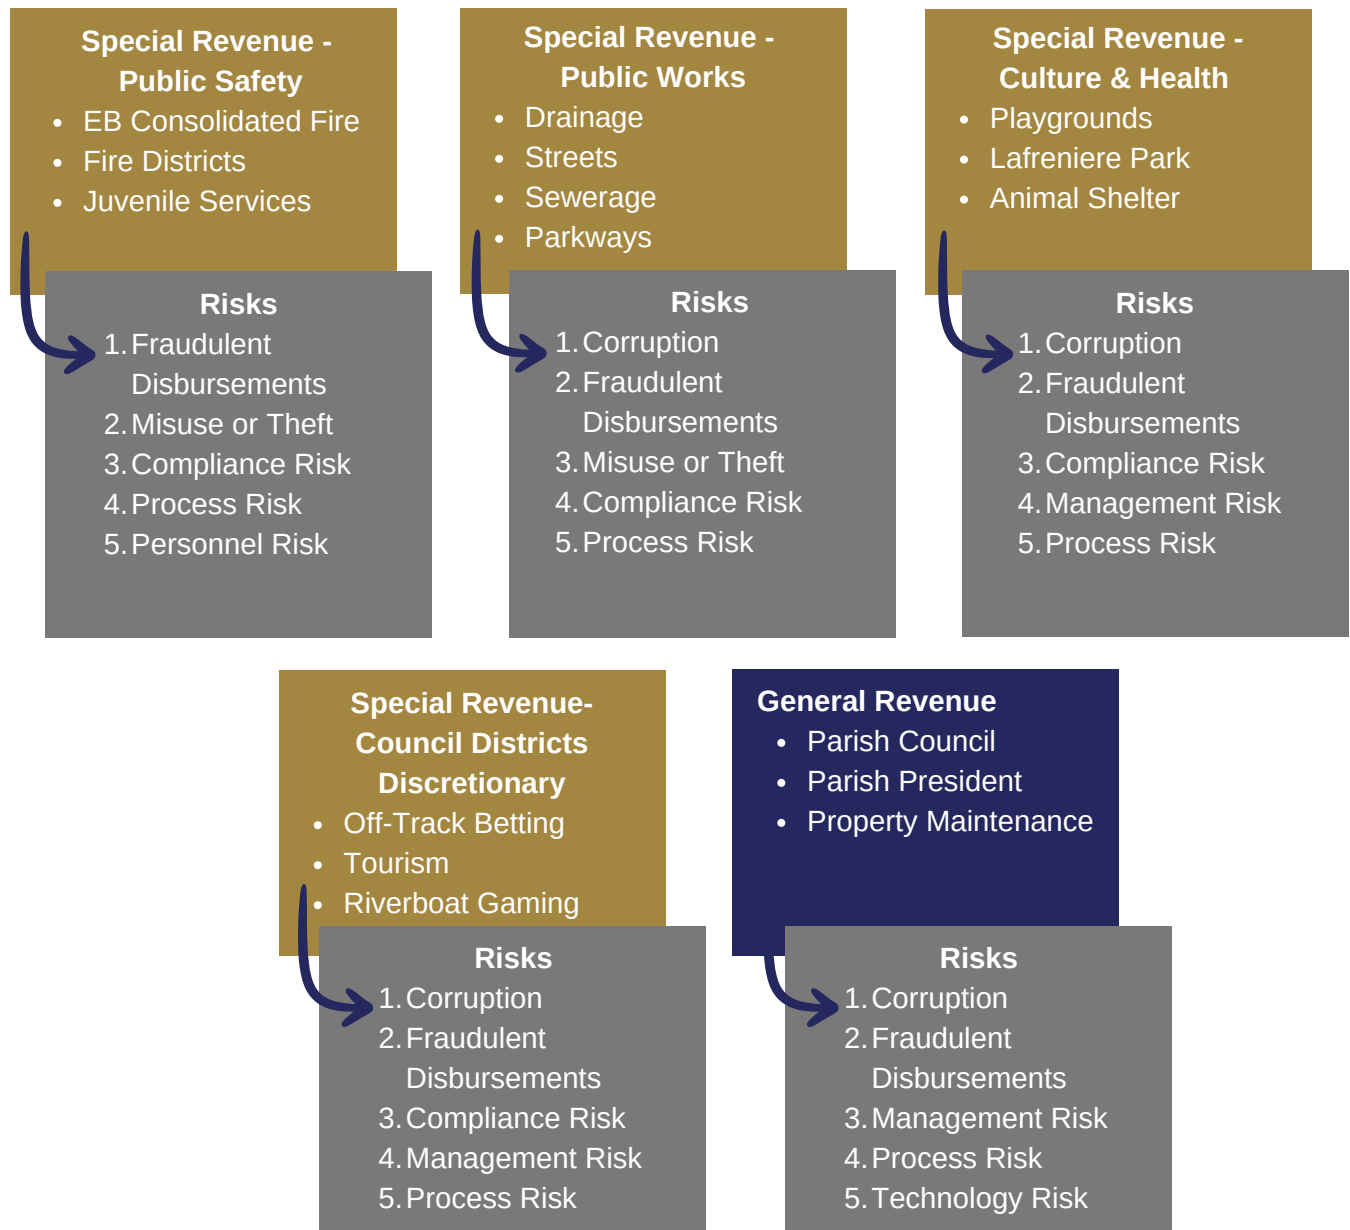 Special Revenue -
Public Safety
• EB Consolidated Fire
• Fire Districts
• Juvenile Services
Risks
1. Fraudulent
Disbursements
2. Misuse or Theft
3. Compliance Risk
4. Process Risk
5. Personnel Risk
Special Revenue -
Public Works
• Drainage
• Streets
• Sewerage
• Parkways
Risks
1. Corruption
2. Fraudulent
Disbursements
3. Misuse or Theft
4. Compliance Risk
5. Process Risk
Special Revenue -
Culture & Health
• Playgrounds
• Lafreniere Park
• Animal Shelter
Risks
1. Corruption
2. Fraudulent
Disbursements
3. Compliance Risk
4. Management Risk
5. Process Risk
Special Revenue-
Council Districts
Discretionary
• Off-Track Betting
• Tourism
• Riverboat Gaming
Risks
1. Corruption
2. Fraudulent
Disbursements
3. Compliance Risk
4. Management Risk
5. Process Risk
General Revenue
• Parish Council
• Parish President
• Property Maintenance
Risks
1. Corruption
2. Fraudulent
Disbursements
3. Management Risk
4. Process Risk
5. Technology Risk